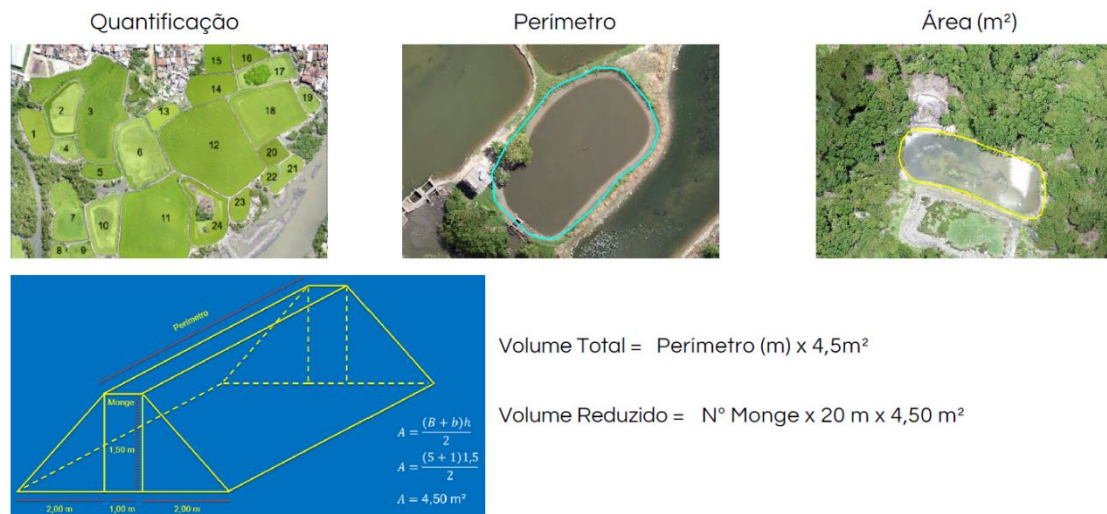 Quantificação
Perímetro
Área (m²)
15
16
17
14
19
2
3
13
18
1
12
4
6
20
21
5
22
7
10
11
24
23
8
9
Perímetro
Monge
1,50 m
2,00 m
1,00 m
2,00 m
A = (B + b)h / 2
A = (5 + 1)1,5 / 2
A = 4,50 m²
Volume Total = Perímetro (m) x 4,5m²
Volume Reduzido = N° Monge x 20 m x 4,50 m²